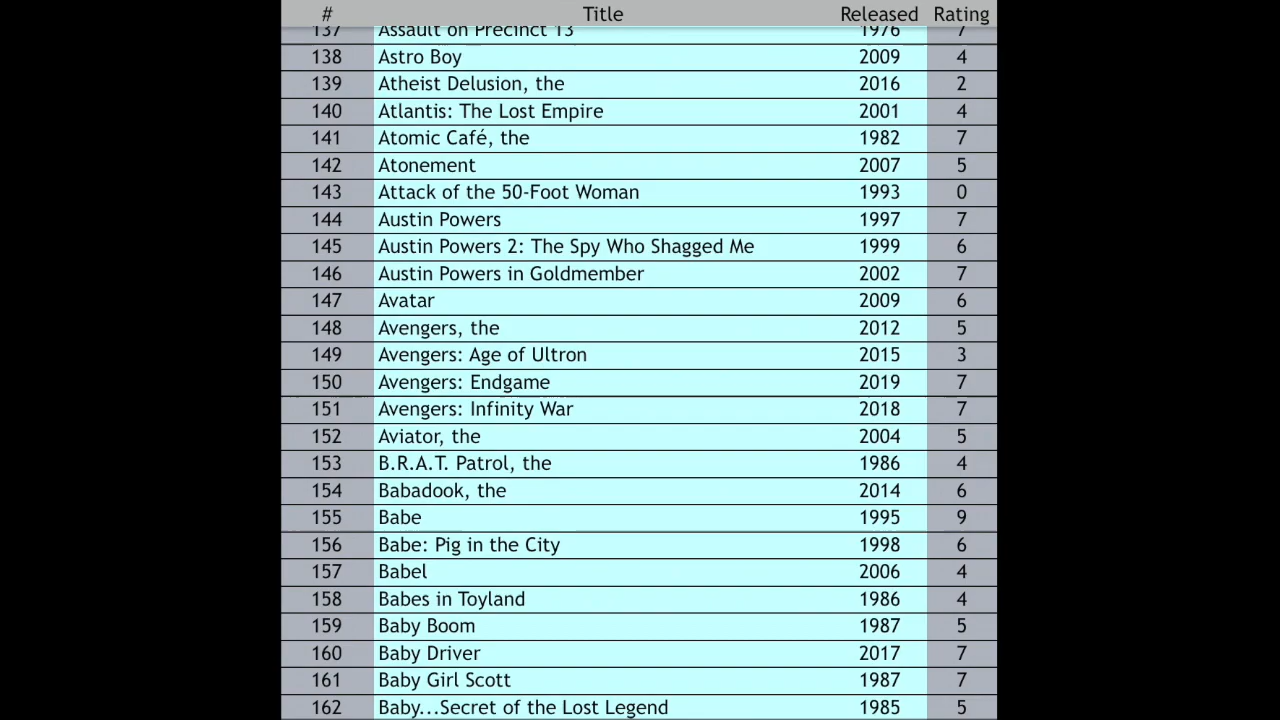 # Title Released Rating
137 Assault on Precinct 13 1976 7
138 Astro Boy 2009 4
139 Atheist Delusion, the 2016 2
140 Atlantis: The Lost Empire 2001 4
141 Atomic Café, the 1982 7
142 Atonement 2007 5
143 Attack of the 50-Foot Woman 1993 0
144 Austin Powers 1997 7
145 Austin Powers 2: The Spy Who Shagged Me 1999 6
146 Austin Powers in Goldmember 2002 7
147 Avatar 2009 6
148 Avengers, the 2012 5
149 Avengers: Age of Ultron 2015 3
150 Avengers: Endgame 2019 7
151 Avengers: Infinity War 2018 7
152 Aviator, the 2004 5
153 B.R.A.T. Patrol, the 1986 4
154 Babadook, the 2014 6
155 Babe 1995 9
156 Babe: Pig in the City 1998 6
157 Babel 2006 4
158 Babes in Toyland 1986 4
159 Baby Boom 1987 5
160 Baby Driver 2017 7
161 Baby Girl Scott 1987 7
162 Baby...Secret of the Lost Legend 1985 5